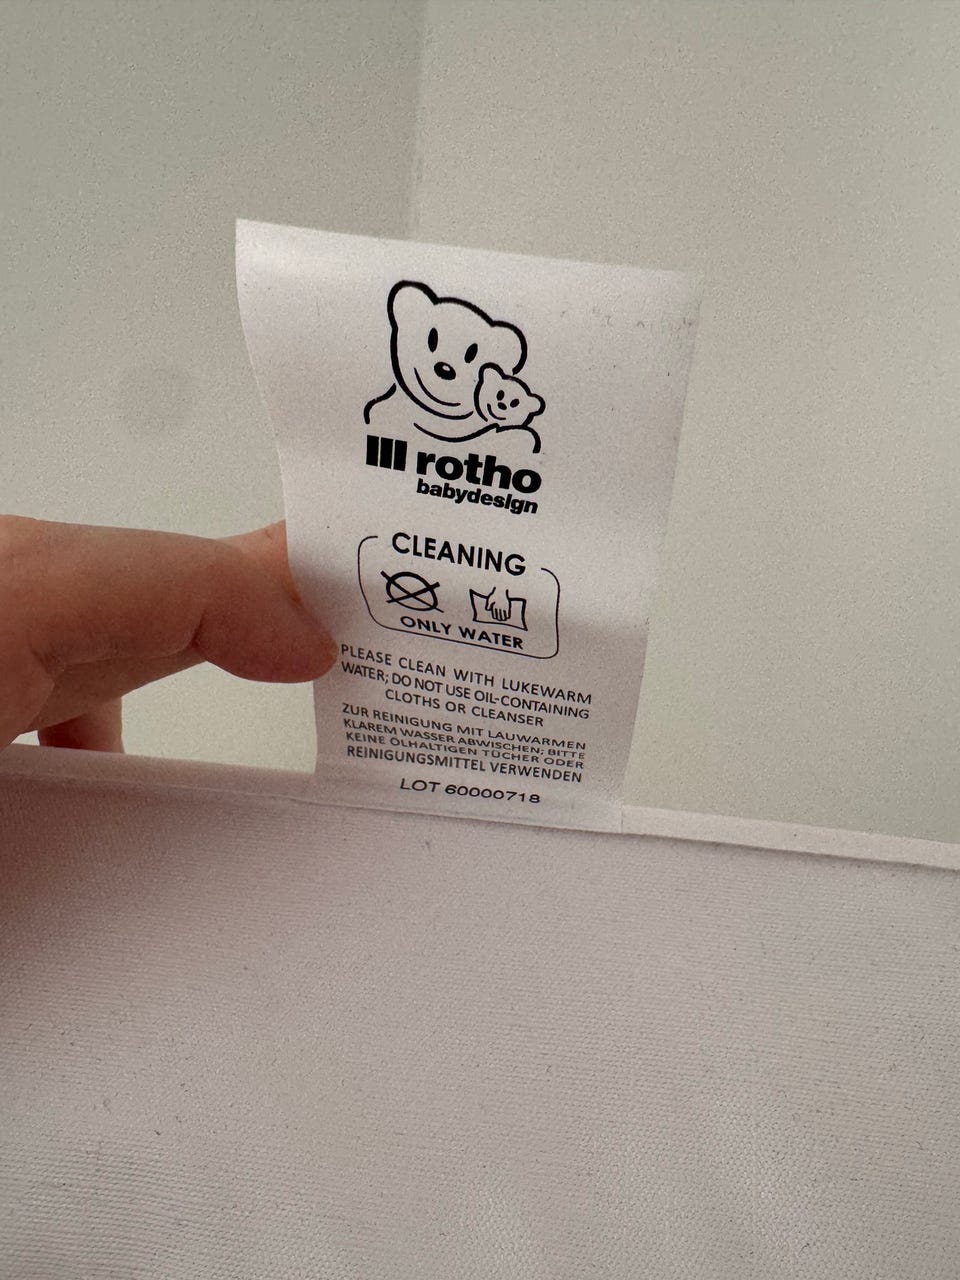 rotho
babydesign
CLEANING
ONLY WATER
PLEASE CLEAN WITH LUKEWARM
WATER; DO NOT USE OIL-CONTAINING
CLOTHS OR CLEANSER
ZUR REINIGUNG MIT LAUWARMEN
KLAREM WASSER ABWISCHEN; BITTE
KEINE ÖLHALTIGEN TÜCHER ODER
REINIGUNGSMITTEL VERWENDEN
LOT 60000718